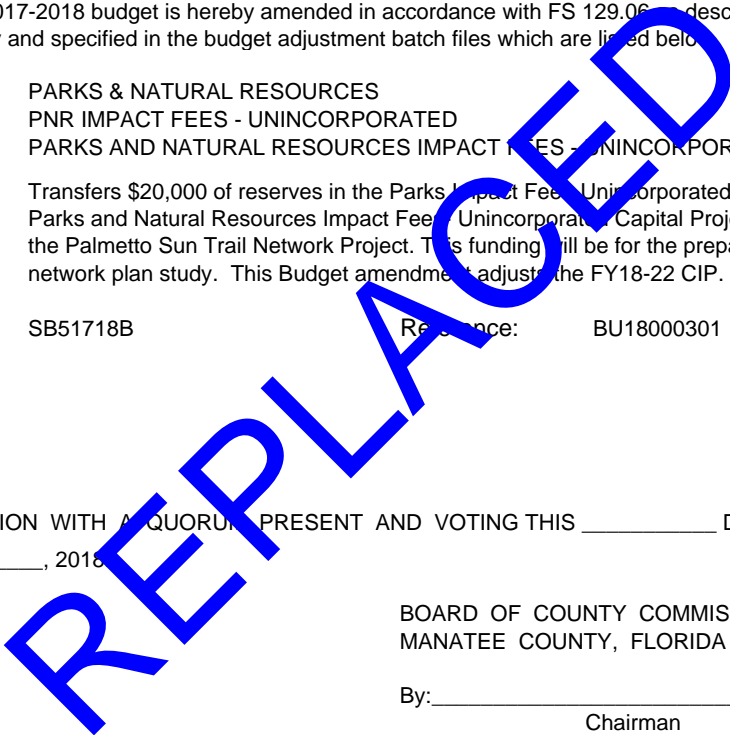 017-2018 budget is hereby amended in accordance with FS 129.06 as desc
and specified in the budget adjustment batch files which are listed below
PARKS & NATURAL RESOURCES
PNR IMPACT FEES - UNINCORPORATED
PARKS AND NATURAL RESOURCES IMPACT FEES - UNINCORPOR
Transfers $20,000 of reserves in the Parks Impact Fees Unincorporated
Parks and Natural Resources Impact Fees Unincorporated Capital Proj
the Palmetto Sun Trail Network Project. This funding will be for the prepa
network plan study. This Budget amendment adjusts the FY18-22 CIP.
SB51718B Reference: BU18000301
ION WITH A QUORUM PRESENT AND VOTING THIS ___________ D
____, 2018
BOARD OF COUNTY COMMIS
MANATEE COUNTY, FLORIDA
By:
Chairman
REPLACED